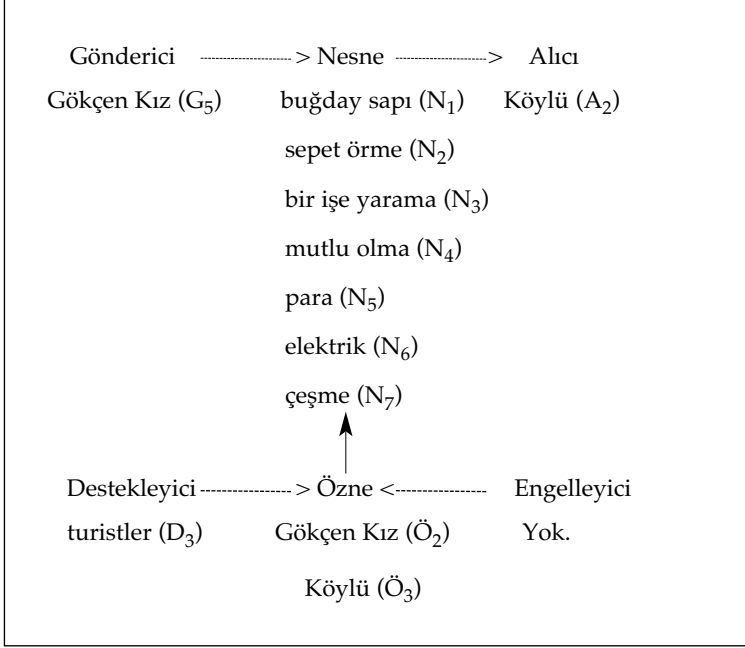 Gönderici ----------------> Nesne ----------------> Alıcı
Gökçen Kız (G₅) buğday sapı (N₁) Köylü (A₂)
sepet örme (N₂)
bir işe yarama (N₃)
mutlu olma (N₄)
para (N₅)
elektrik (N₆)
çeşme (N₇)
Destekleyici ----------------> Özne <---------------- Engelleyici
turistler (D₃) Gökçen Kız (Ö₂) Yok.
Köylü (Ö₃)